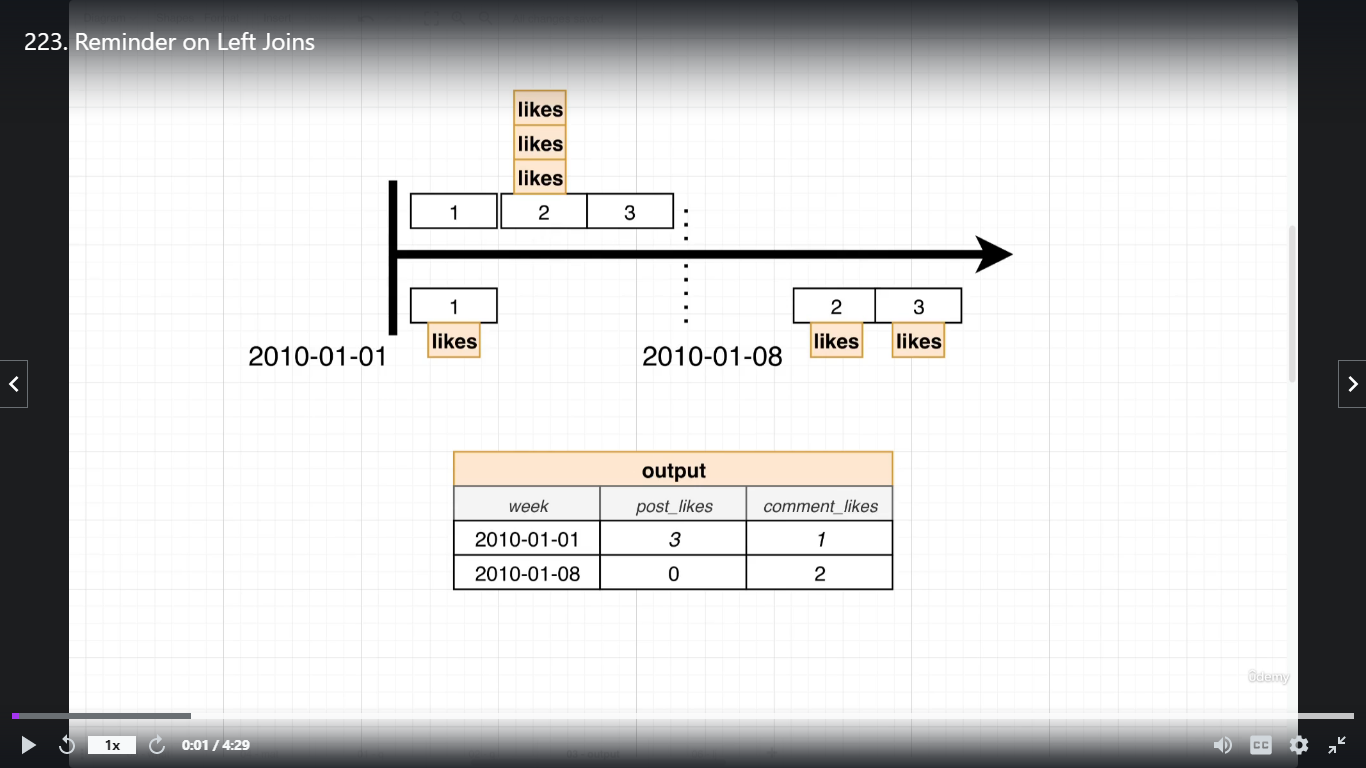 223. Reminder on Left Joins
likes
likes
likes
1 2 3
1 2 3
likes likes likes
2010-01-01 2010-01-08
output
week post_likes comment_likes
2010-01-01 3 1
2010-01-08 0 2
ûdemy
1x 0:01 / 4:29 CC